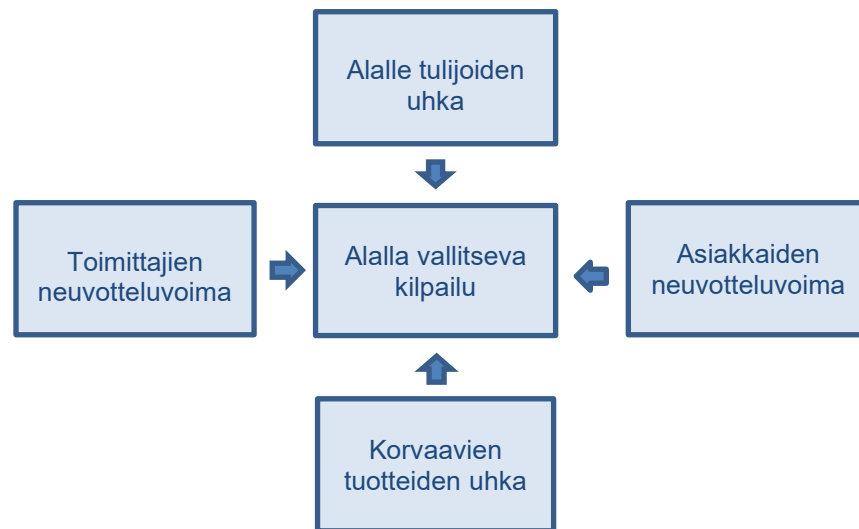 Alalle tulijoiden
uhka
Toimittajien
neuvotteluvoima
Alalla vallitseva
kilpailu
Asiakkaiden
neuvotteluvoima
Korvaavien
tuotteiden uhka